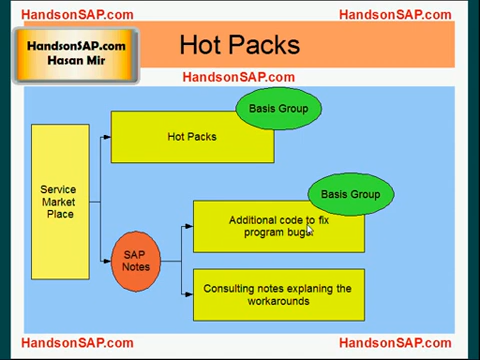 HandsonSAP.com
HandsonSAP.com
HandsonSAP.com
Hasan Mir
Hot Packs
HandsonSAP.com
Basis Group
Hot Packs
Service
Market
Place
Basis Group
Additional code to fix
program bugs.
SAP
Notes
Consulting notes explaning the
workarounds
HandsonSAP.com
HandsonSAP.com